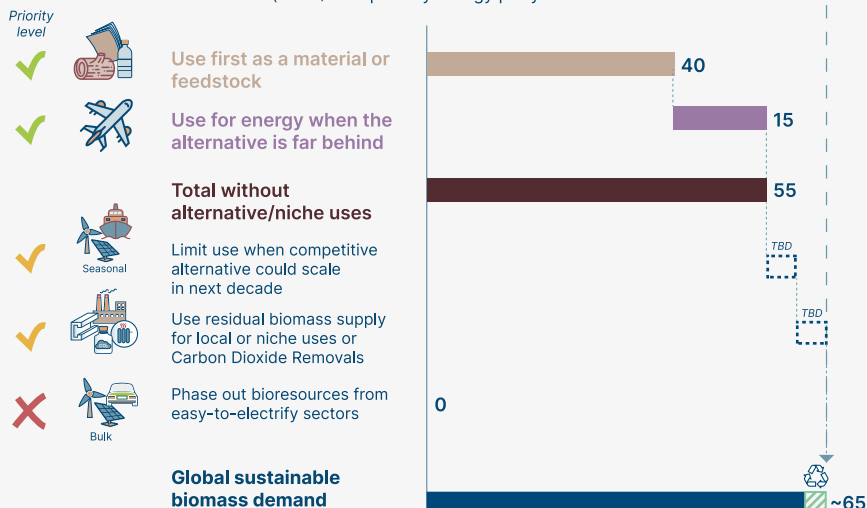 Priority
level
Use first as a material or
feedstock
40
Use for energy when the
alternative is far behind
15
Total without
alternative/niche uses
55
Seasonal
Limit use when competitive
alternative could scale
in next decade
TBD
Use residual biomass supply
for local or niche uses or
Carbon Dioxide Removals
TBD
Phase out bioresources from
easy-to-electrify sectors
0
Bulk
Global sustainable
biomass demand
~65